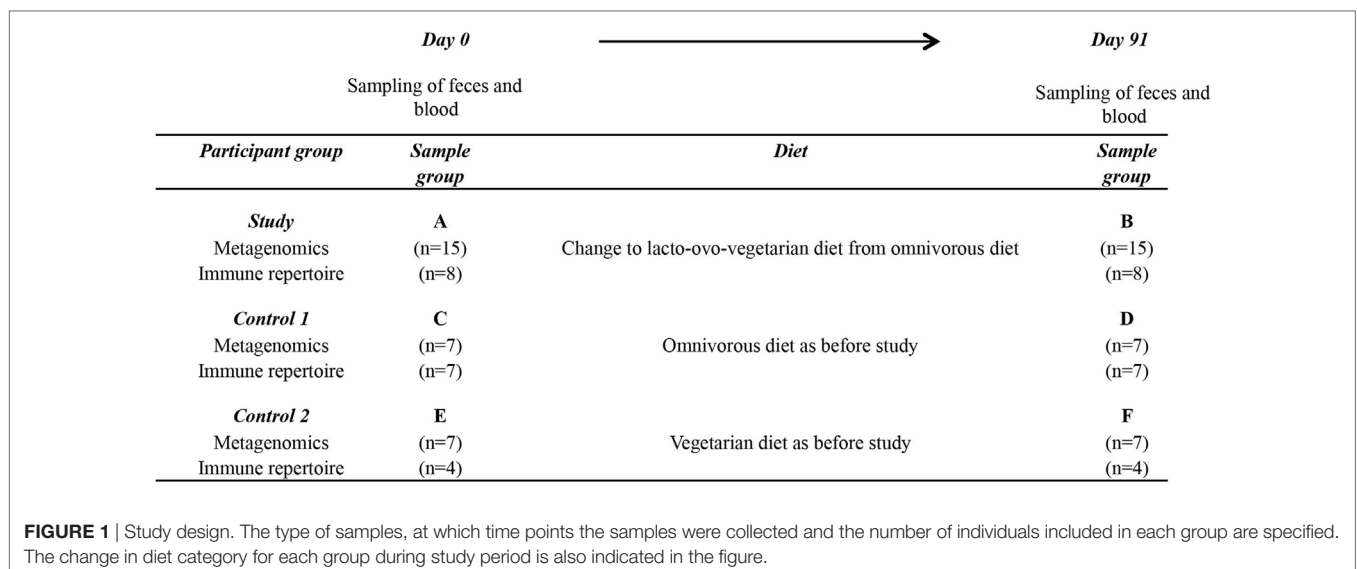 Day 0 Day 91
Sampling of feces and blood Sampling of feces and blood
Participant group Sample group Diet Sample group
Study A B
Metagenomics (n=15) Change to lacto-ovo-vegetarian diet from omnivorous diet (n=15)
Immune repertoire (n=8) (n=8)
Control 1 C D
Metagenomics (n=7) Omnivorous diet as before study (n=7)
Immune repertoire (n=7) (n=7)
Control 2 E F
Metagenomics (n=7) Vegetarian diet as before study (n=7)
Immune repertoire (n=4) (n=4)
FIGURE 1 | Study design. The type of samples, at which time points the samples were collected and the number of individuals included in each group are specified.
The change in diet category for each group during study period is also indicated in the figure.